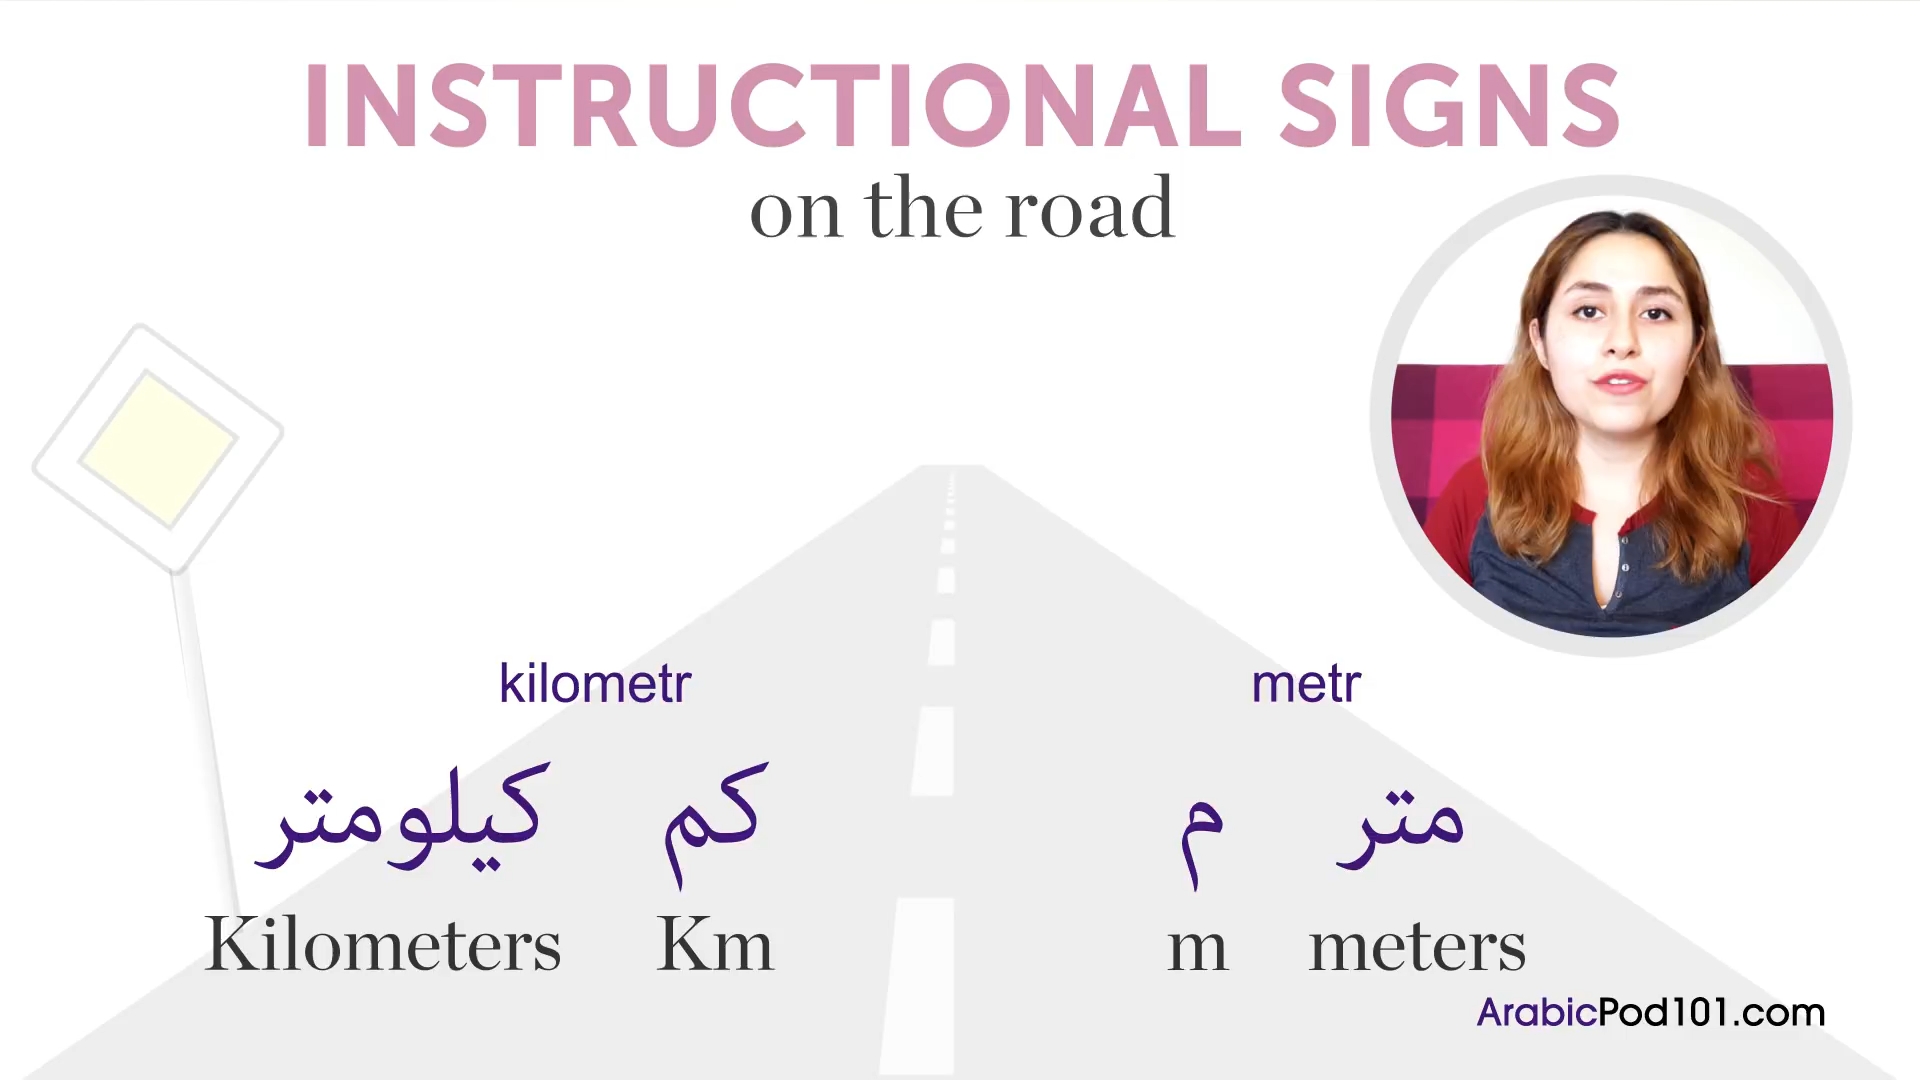 INSTRUCTIONAL SIGNS
on the road
kilometr
metr
كيلومتر
كم
م
متر
Kilometers
Km
m
meters
ArabicPod101.com